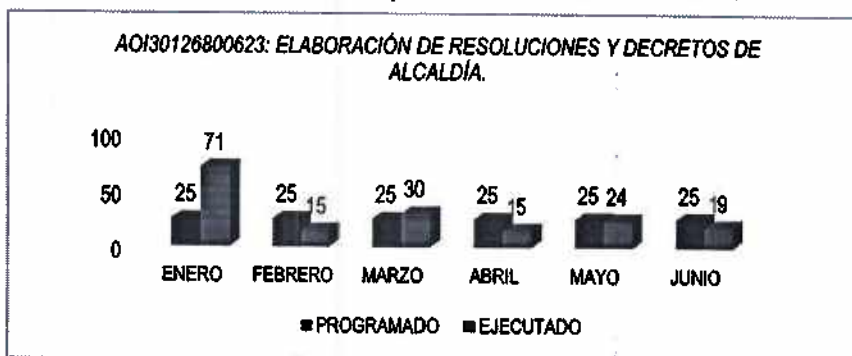 AOI30126800623: ELABORACIÓN DE RESOLUCIONES Y DECRETOS DE
ALCALDÍA.
100
50
0
25 71
25 15
25 30
25 15
25 24
25 19
ENERO FEBRERO MARZO ABRIL MAYO JUNIO
PROGRAMADO EJECUTADO